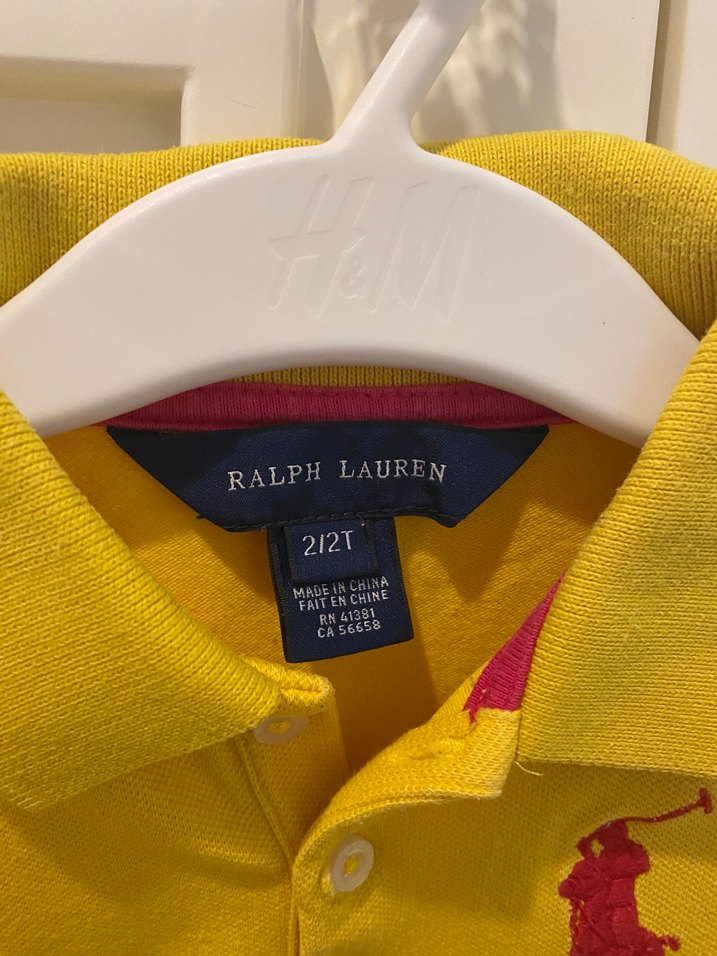 H&M
RALPH LAUREN
2/2T
MADE IN CHINA
FAIT EN CHINE
RN 41381
CA 56658